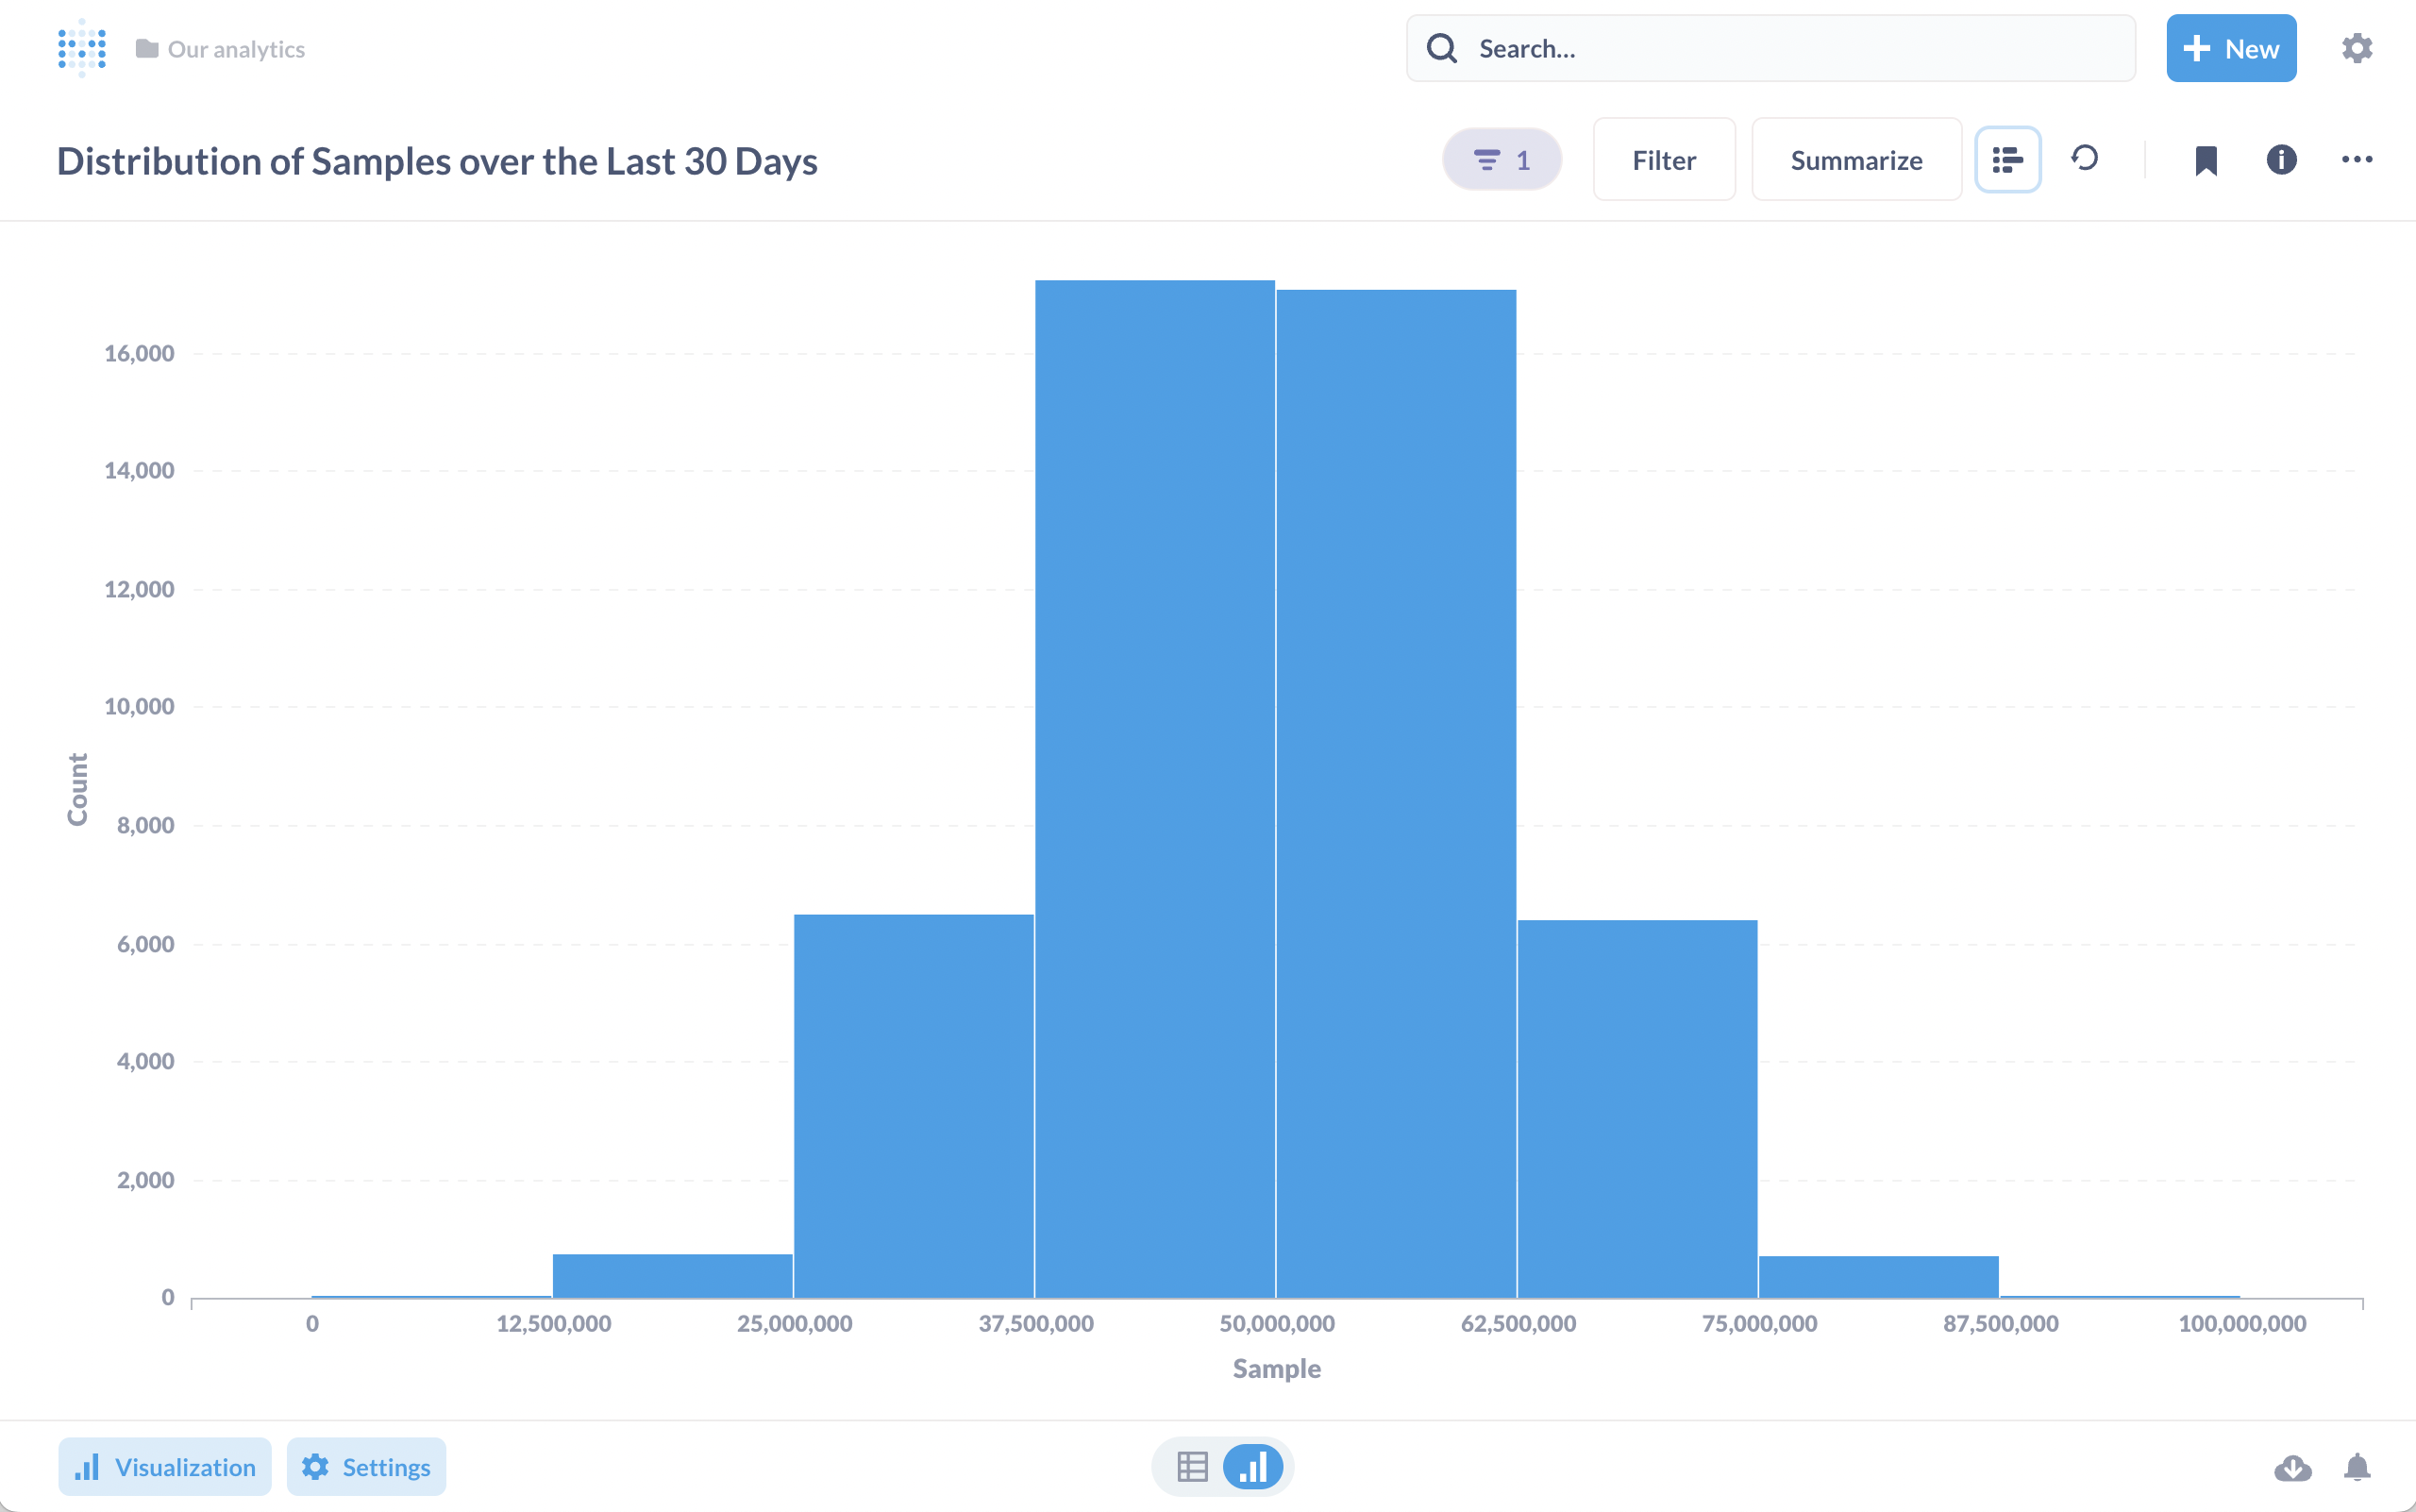 Our analytics
Search...
New
Distribution of Samples over the Last 30 Days
1
Filter
Summarize
16,000
14,000
12,000
10,000
8,000
6,000
4,000
2,000
0
Count
0 12,500,000 25,000,000 37,500,000 50,000,000 62,500,000 75,000,000 87,500,000 100,000,000
Sample
Visualization
Settings